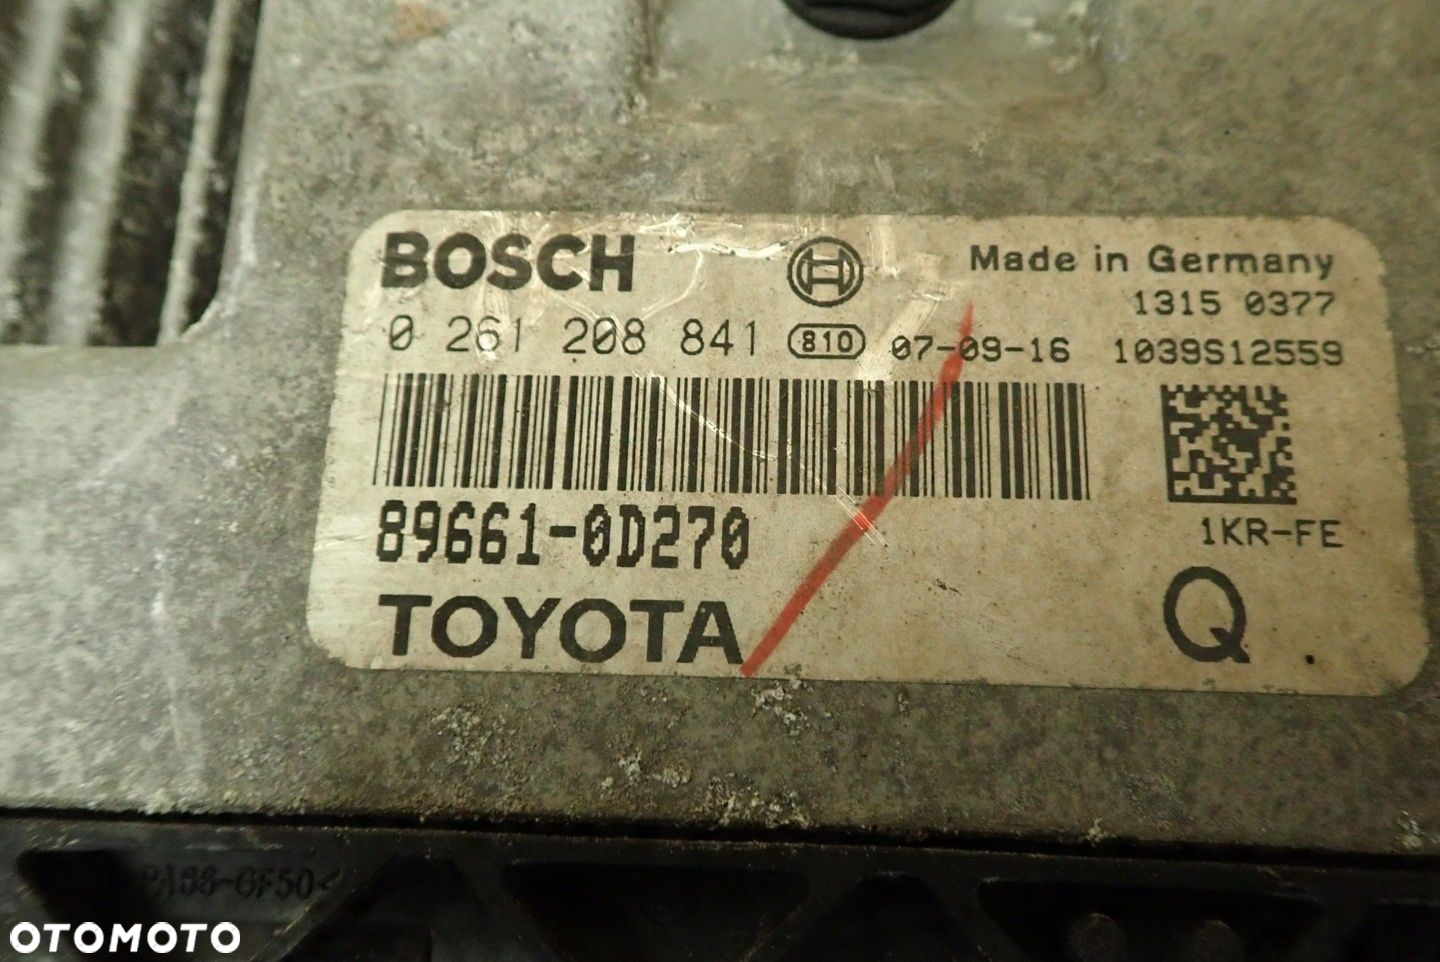 BOSCH
Made in Germany
1315 0377
0 261 208 841 810 07-09-16 1039S12559
89661-0D270
1KR-FE
TOYOTA
Q
OTOMOTO